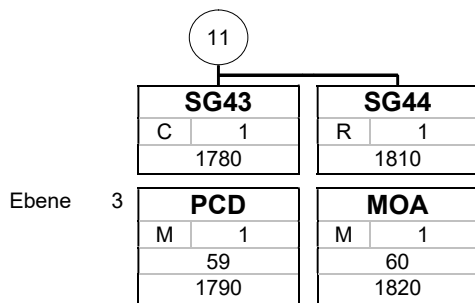 11
SG43 SG44
C 1 R 1
1780 1810
Ebene 3 PCD MOA
M 1 M 1
59 60
1790 1820